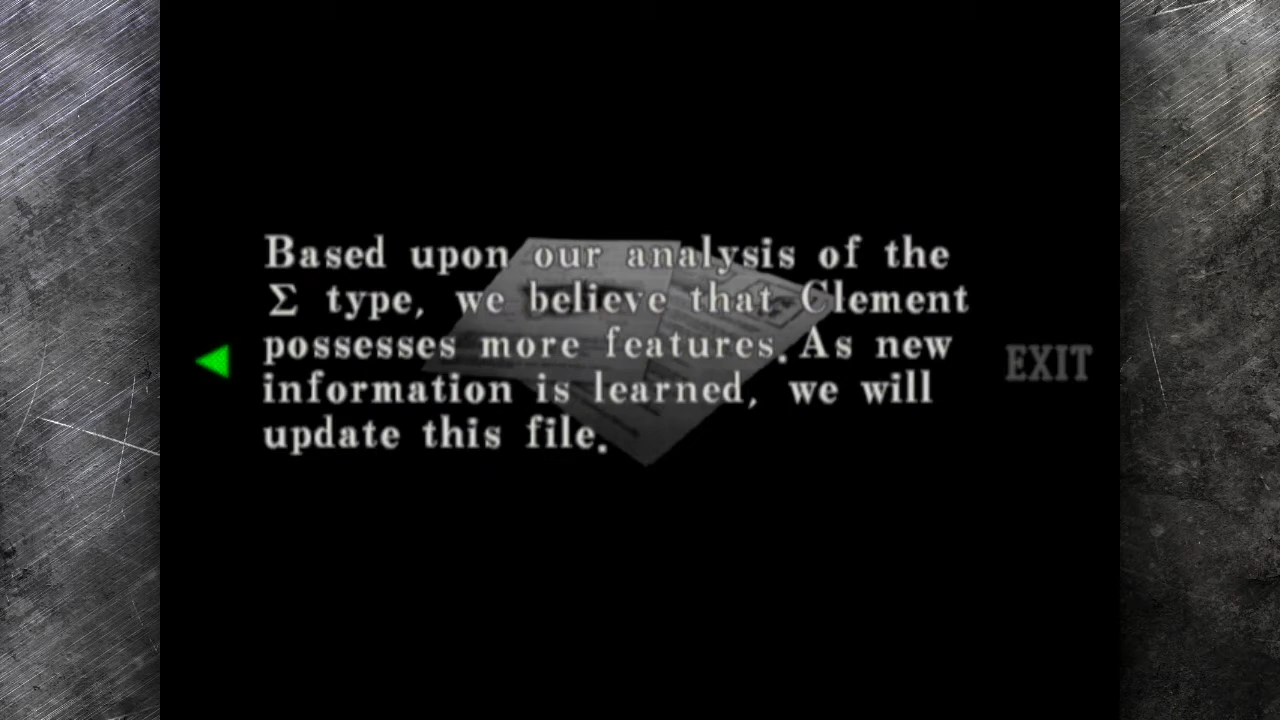 Based upon our analysis of the
Σ type, we believe that Clement
possesses more features. As new
information is learned, we will
update this file.
EXIT